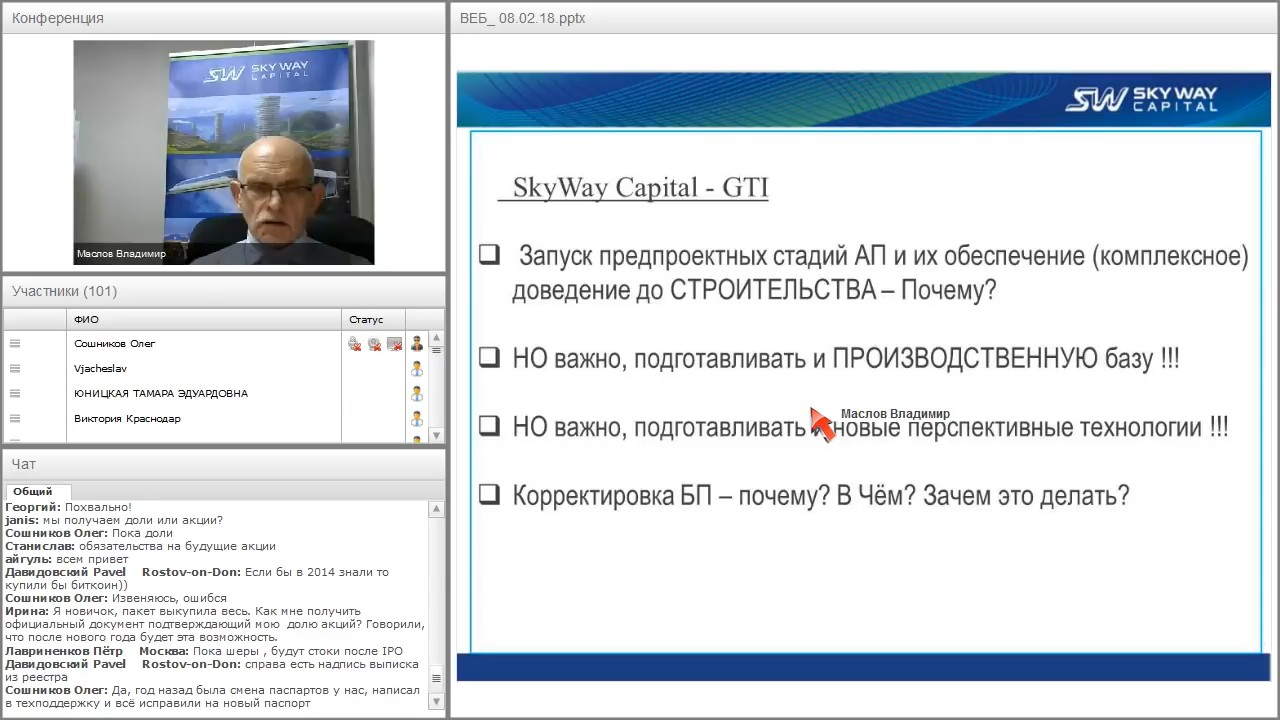 Конференция
SW SKY WAY
CAPITAL
Маслов Владимир
Участники (101)
ФИО
Статус
Сошников Олег
Vjacheslav
ЮНИЦКАЯ ТАМАРА ЭДУАРДОВНА
Виктория Краснодар
Чат
Общий
Георгий: Похвально!
janis: мы получаем доли или акции?
Сошников Олег: Пока доли
Станислав: обязательства на будущие акции
айгуль: всем привет
Давидовский Pavel Rostov-on-Don: Если бы в 2014 знали то
купили бы биткоин))
Сошников Олег: Извеняюсь, ошибся
Ирина: Я новичок, пакет выкупила весь. Как мне получить
официальный документ подтверждающий мою долю акций? Говорили,
что после нового года будет эта возможность.
Лавриненков Пётр Москва: Пока шеры , будут стоки после IPO
Давидовский Pavel Rostov-on-Don: справа есть надпись выписка
из реестра
Сошников Олег: Да, год назад была смена паспартов у нас, написал
в техподдержку и всё исправили на новый паспорт
ВЕБ_ 08.02.18.pptx
SW SKY WAY
CAPITAL
SkyWay Capital - GTI
Запуск предпроектных стадий АП и их обеспечение (комплексное)
доведение до СТРОИТЕЛЬСТВА – Почему?
НО важно, подготавливать и ПРОИЗВОДСТВЕННУЮ базу !!!
Маслов Владимир
НО важно, подготавливать новые перспективные технологии !!!
Корректировка БП – почему? В Чём? Зачем это делать?